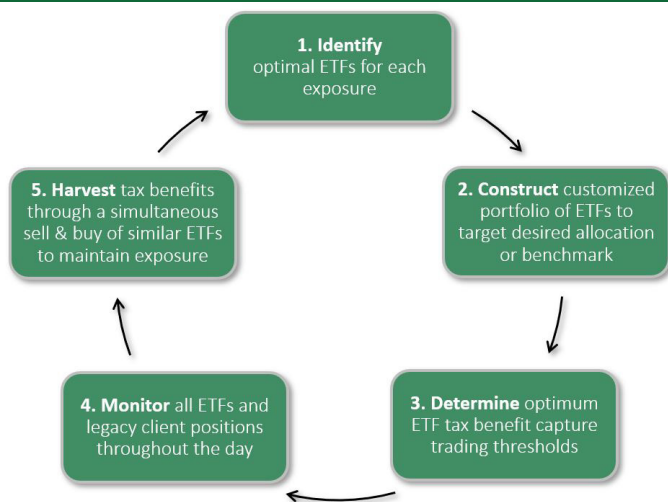 1. Identify
optimal ETFs for each
exposure
2. Construct customized
portfolio of ETFs to
target desired allocation
or benchmark
3. Determine optimum
ETF tax benefit capture
trading thresholds
4. Monitor all ETFs and
legacy client positions
throughout the day
5. Harvest tax benefits
through a simultaneous
sell & buy of similar ETFs
to maintain exposure